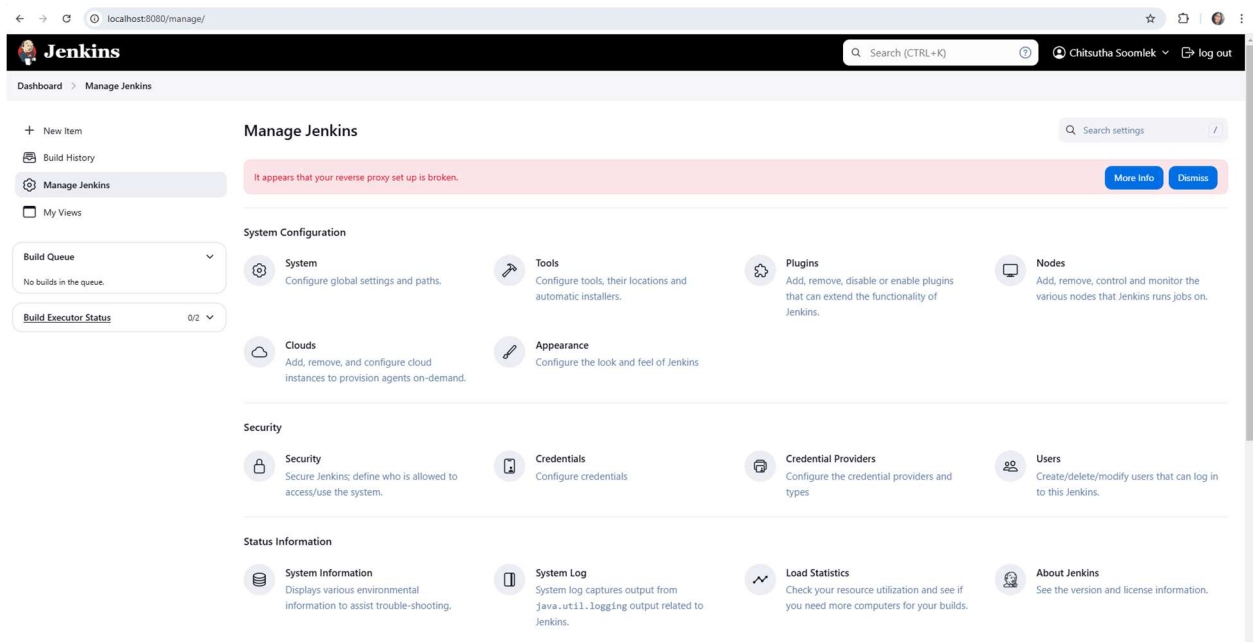 localhost:8080/manage/
Jenkins
Search (CTRL+K)
Chitsutha Soomlek
log out
Dashboard > Manage Jenkins
New Item
Build History
Manage Jenkins
My Views
Build Queue
No builds in the queue.
Build Executor Status 0/2
Manage Jenkins
Search settings /
It appears that your reverse proxy set up is broken.
More Info
Dismiss
System Configuration
System
Configure global settings and paths.
Tools
Configure tools, their locations and
automatic installers.
Plugins
Add, remove, disable or enable plugins
that can extend the functionality of
Jenkins.
Nodes
Add, remove, control and monitor the
various nodes that Jenkins runs jobs on.
Clouds
Add, remove, and configure cloud
instances to provision agents on-demand.
Appearance
Configure the look and feel of Jenkins
Security
Security
Secure Jenkins; define who is allowed to
access/use the system.
Credentials
Configure credentials
Credential Providers
Configure the credential providers and
types
Users
Create/delete/modify users that can log in
to this Jenkins.
Status Information
System Information
Displays various environmental
information to assist trouble-shooting.
System Log
System log captures output from
java.util.logging output related to
Jenkins.
Load Statistics
Check your resource utilization and see if
you need more computers for your builds.
About Jenkins
See the version and license information.